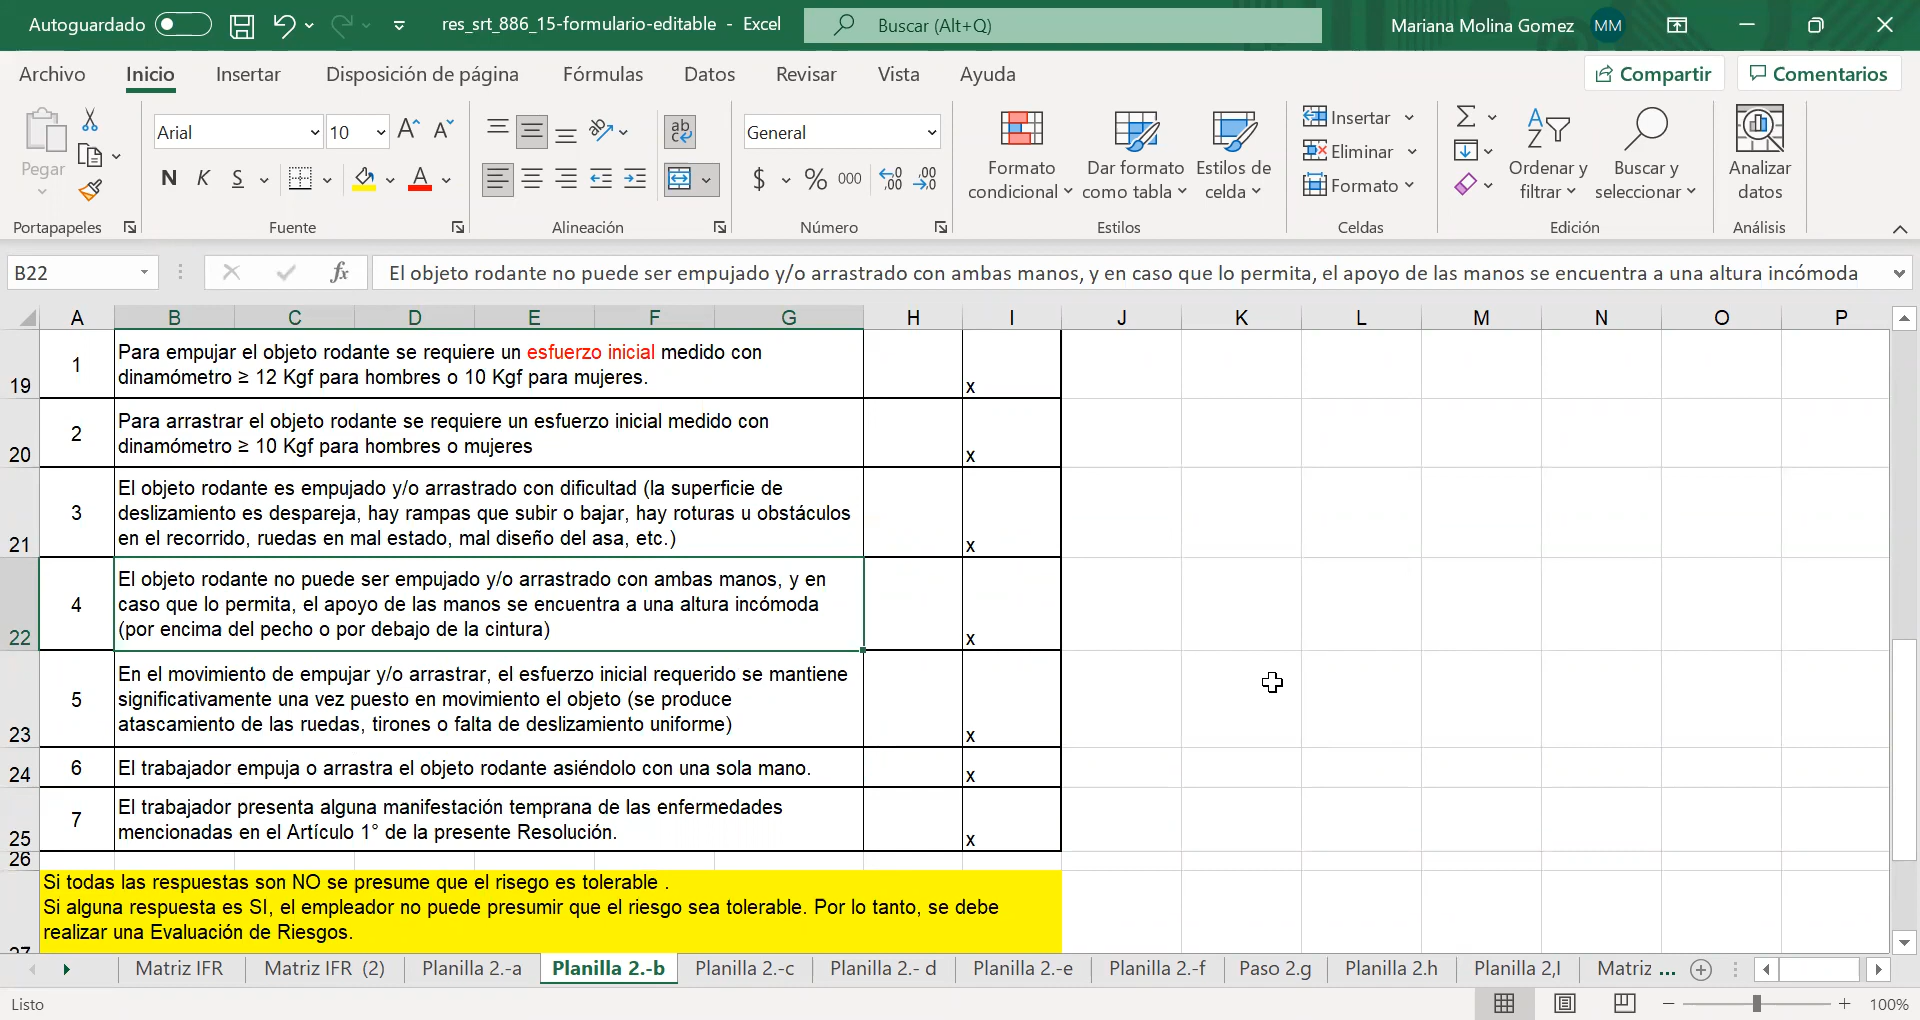 Autoguardado res_srt_886_15-formulario-editable - Excel Buscar (Alt+Q) Mariana Molina Gomez MM
Archivo Inicio Insertar Disposición de página Fórmulas Datos Revisar Vista Ayuda Compartir Comentarios
Pegar
Arial 10
N K S
A
ab
General
$ % 000
Formato condicional
Dar formato como tabla
Estilos de celda
Insertar
Eliminar
Formato
Ordenar y filtrar
Buscar y seleccionar
Analizar datos
Portapapeles Fuente Alineación Número Estilos Celdas Edición Análisis
B22 fx El objeto rodante no puede ser empujado y/o arrastrado con ambas manos, y en caso que lo permita, el apoyo de las manos se encuentra a una altura incómoda
A B C D E F G H I J K L M N O P
19 1 Para empujar el objeto rodante se requiere un esfuerzo inicial medido con
dinamómetro ≥ 12 Kgf para hombres o 10 Kgf para mujeres. x
20 2 Para arrastrar el objeto rodante se requiere un esfuerzo inicial medido con
dinamómetro ≥ 10 Kgf para hombres o mujeres x
21 3 El objeto rodante es empujado y/o arrastrado con dificultad (la superficie de
deslizamiento es despareja, hay rampas que subir o bajar, hay roturas u obstáculos
en el recorrido, ruedas en mal estado, mal diseño del asa, etc.) x
22 4 El objeto rodante no puede ser empujado y/o arrastrado con ambas manos, y en
caso que lo permita, el apoyo de las manos se encuentra a una altura incómoda
(por encima del pecho o por debajo de la cintura) x
23 5 En el movimiento de empujar y/o arrastrar, el esfuerzo inicial requerido se mantiene
significativamente una vez puesto en movimiento el objeto (se produce
atascamiento de las ruedas, tirones o falta de deslizamiento uniforme) x
24 6 El trabajador empuja o arrastra el objeto rodante asiéndolo con una sola mano. x
25 7 El trabajador presenta alguna manifestación temprana de las enfermedades
mencionadas en el Artículo 1° de la presente Resolución. x
26
27 Si todas las respuestas son NO se presume que el risego es tolerable .
Si alguna respuesta es SI, el empleador no puede presumir que el riesgo sea tolerable. Por lo tanto, se debe
realizar una Evaluación de Riesgos.
Matriz IFR Matriz IFR (2) Planilla 2.-a Planilla 2.-b Planilla 2.-c Planilla 2.- d Planilla 2.-e Planilla 2.-f Paso 2.g Planilla 2.h Planilla 2,I Matriz ...
Listo 100%